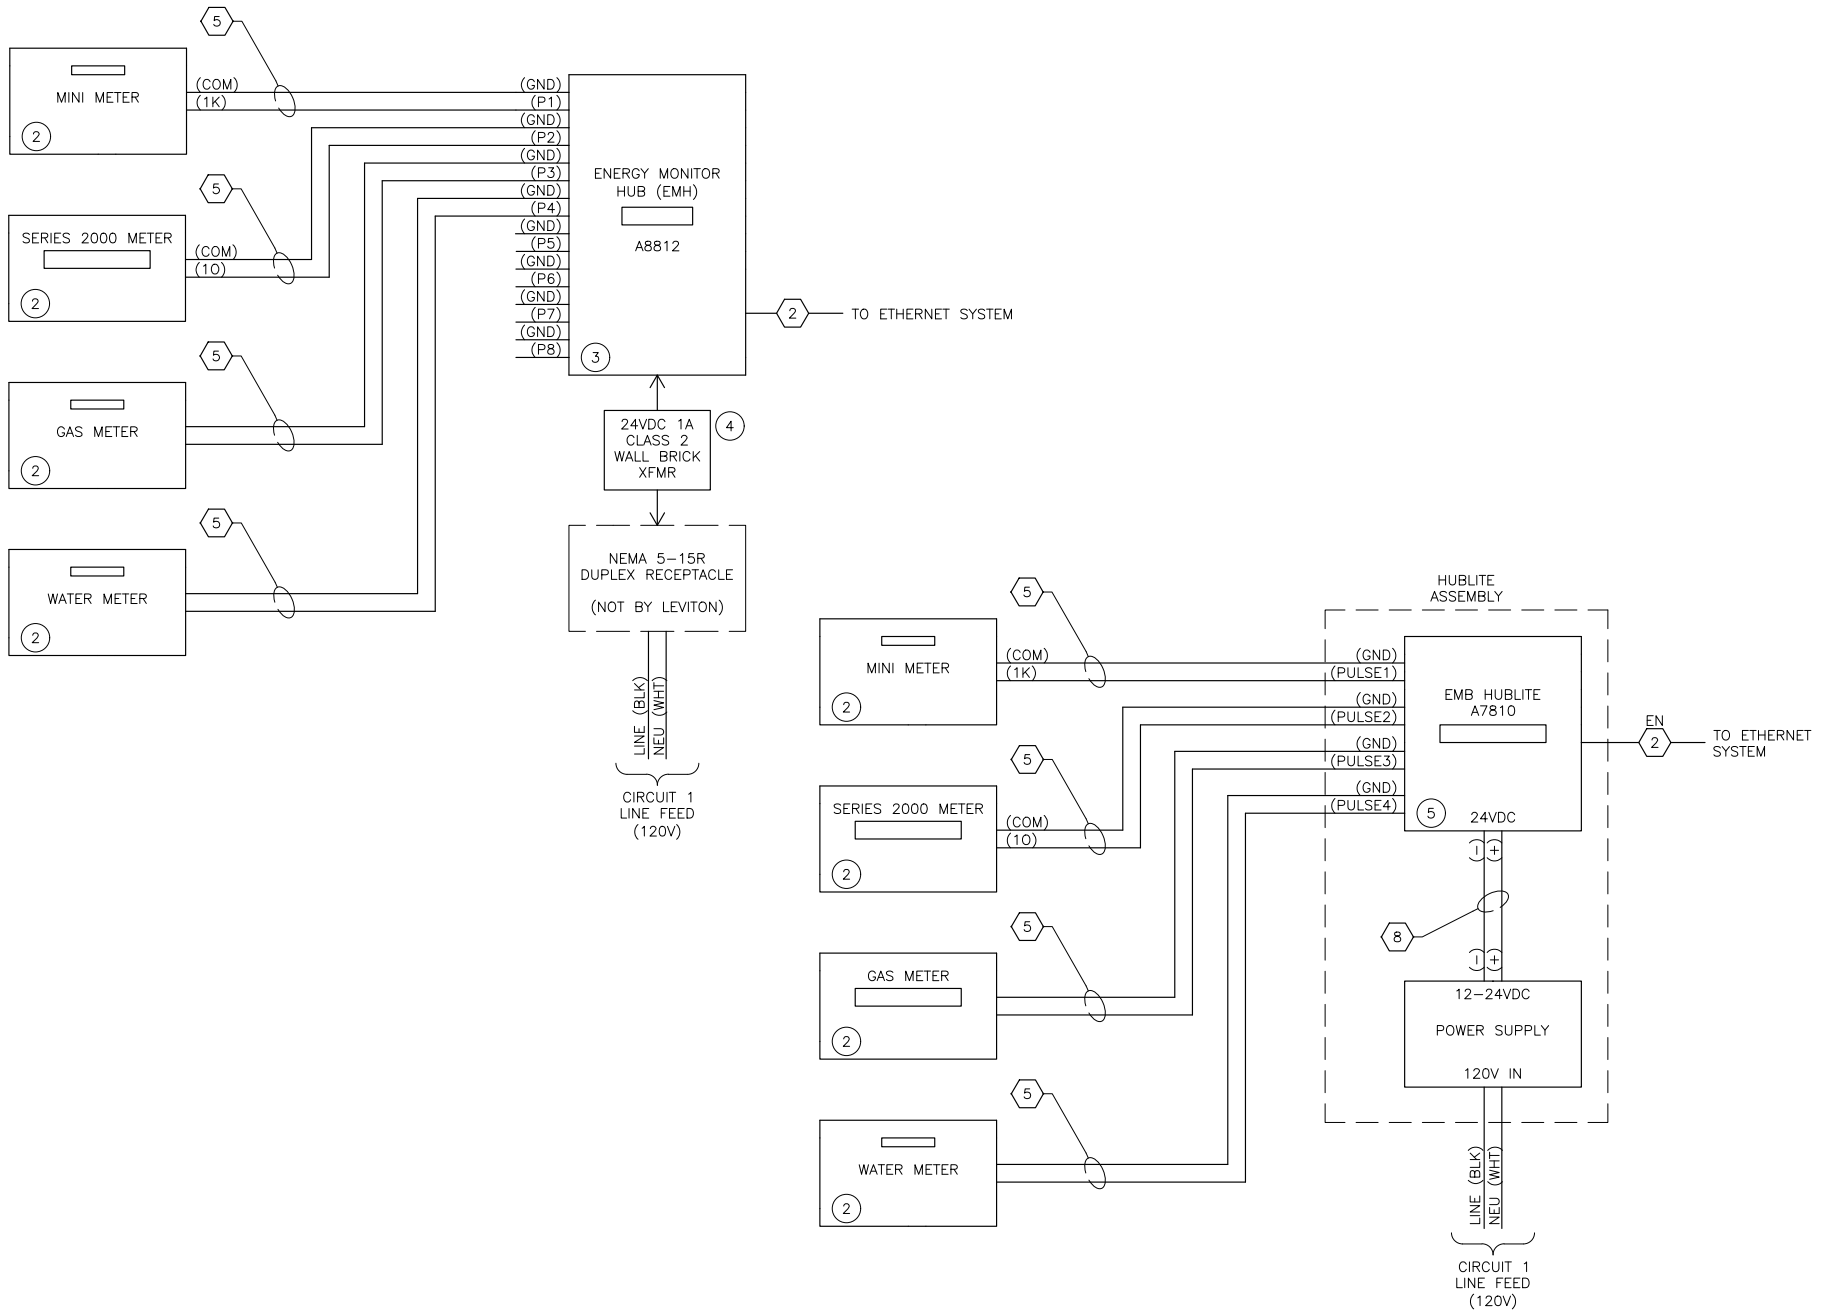 5
MINI METER
2
(COM)
(1K)
5
SERIES 2000 METER
2
(COM)
(10)
5
GAS METER
2
5
WATER METER
2
(GND)
(P1)
(GND)
(P2)
(GND)
(P3)
(GND)
(P4)
(GND)
(P5)
(GND)
(P6)
(GND)
(P7)
(GND)
(P8)
ENERGY MONITOR
HUB (EMH)
A8812
3
2
TO ETHERNET SYSTEM
24VDC 1A
CLASS 2
WALL BRICK
XFMR
4
NEMA 5-15R
DUPLEX RECEPTACLE
(NOT BY LEVITON)
LINE (BLK)
NEU (WHT)
CIRCUIT 1
LINE FEED
(120V)
5
MINI METER
2
(COM)
(1K)
5
SERIES 2000 METER
2
(COM)
(10)
5
GAS METER
2
5
WATER METER
2
HUBLITE
ASSEMBLY
(GND)
(PULSE1)
(GND)
(PULSE2)
(GND)
(PULSE3)
(GND)
(PULSE4)
EMB HUBLITE
A7810
5
24VDC
EN
2
TO ETHERNET
SYSTEM
(-)
(+)
8
(-)
(+)
12-24VDC
POWER SUPPLY
120V IN
LINE (BLK)
NEU (WHT)
CIRCUIT 1
LINE FEED
(120V)